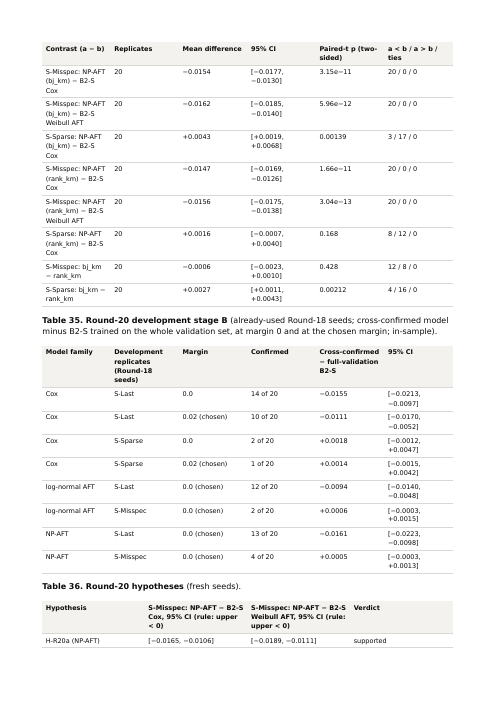 Contrast (a − b) Replicates Mean difference 95% CI Paired-t p (two-sided) a < b / a > b / ties
S-Misspec: NP-AFT (bj_km) − B2-S Cox 20 −0.0154 [−0.0177, −0.0130] 3.15e−11 20 / 0 / 0
S-Misspec: NP-AFT (bj_km) − B2-S Weibull AFT 20 −0.0162 [−0.0185, −0.0140] 5.96e−12 20 / 0 / 0
S-Sparse: NP-AFT (bj_km) − B2-S Cox 20 +0.0043 [+0.0019, +0.0068] 0.00139 3 / 17 / 0
S-Misspec: NP-AFT (rank_km) − B2-S Cox 20 −0.0147 [−0.0169, −0.0126] 1.66e−11 20 / 0 / 0
S-Misspec: NP-AFT (rank_km) − B2-S Weibull AFT 20 −0.0156 [−0.0175, −0.0138] 3.04e−13 20 / 0 / 0
S-Sparse: NP-AFT (rank_km) − B2-S Cox 20 +0.0016 [−0.0007, +0.0040] 0.168 8 / 12 / 0
S-Misspec: bj_km − rank_km 20 −0.0006 [−0.0023, +0.0010] 0.428 12 / 8 / 0
S-Sparse: bj_km − rank_km 20 +0.0027 [+0.0011, +0.0043] 0.00212 4 / 16 / 0
Table 35. Round-20 development stage B (already-used Round-18 seeds; cross-confirmed model
minus B2-S trained on the whole validation set, at margin 0 and at the chosen margin; in-sample).
Model family Development replicates (Round-18 seeds) Margin Confirmed Cross-confirmed − full-validation B2-S 95% CI
Cox S-Last 0.0 14 of 20 −0.0155 [−0.0213, −0.0097]
Cox S-Last 0.02 (chosen) 10 of 20 −0.0111 [−0.0170, −0.0052]
Cox S-Sparse 0.0 2 of 20 +0.0018 [−0.0012, +0.0047]
Cox S-Sparse 0.02 (chosen) 1 of 20 +0.0014 [−0.0015, +0.0042]
log-normal AFT S-Last 0.0 (chosen) 12 of 20 −0.0094 [−0.0140, −0.0048]
log-normal AFT S-Misspec 0.0 (chosen) 2 of 20 +0.0006 [−0.0003, +0.0015]
NP-AFT S-Last 0.0 (chosen) 13 of 20 −0.0161 [−0.0223, −0.0098]
NP-AFT S-Misspec 0.0 (chosen) 4 of 20 +0.0005 [−0.0003, +0.0013]
Table 36. Round-20 hypotheses (fresh seeds).
Hypothesis S-Misspec: NP-AFT − B2-S Cox, 95% CI (rule: upper < 0) S-Misspec: NP-AFT − B2-S Weibull AFT, 95% CI (rule: upper < 0) Verdict
H-R20a (NP-AFT) [−0.0165, −0.0106] [−0.0189, −0.0111] supported